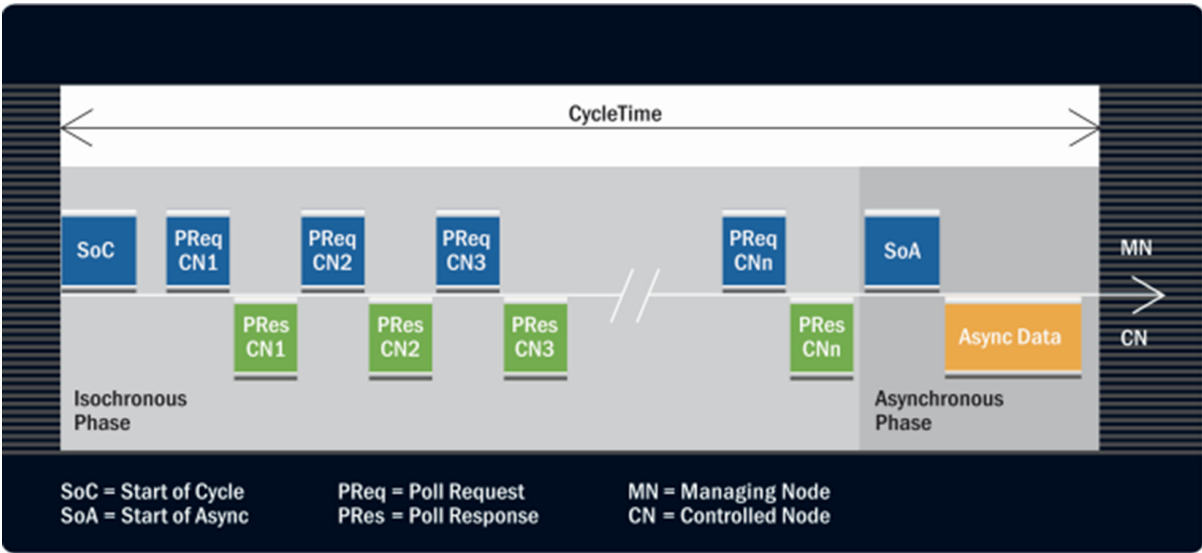 CycleTime
SoC
PReq
CN1
PRes
CN1
PReq
CN2
PRes
CN2
PReq
CN3
PRes
CN3
PReq
CNn
PRes
CNn
SoA
Async Data
MN
CN
Isochronous
Phase
Asynchronous
Phase
SoC = Start of Cycle
SoA = Start of Async
PReq = Poll Request
PRes = Poll Response
MN = Managing Node
CN = Controlled Node